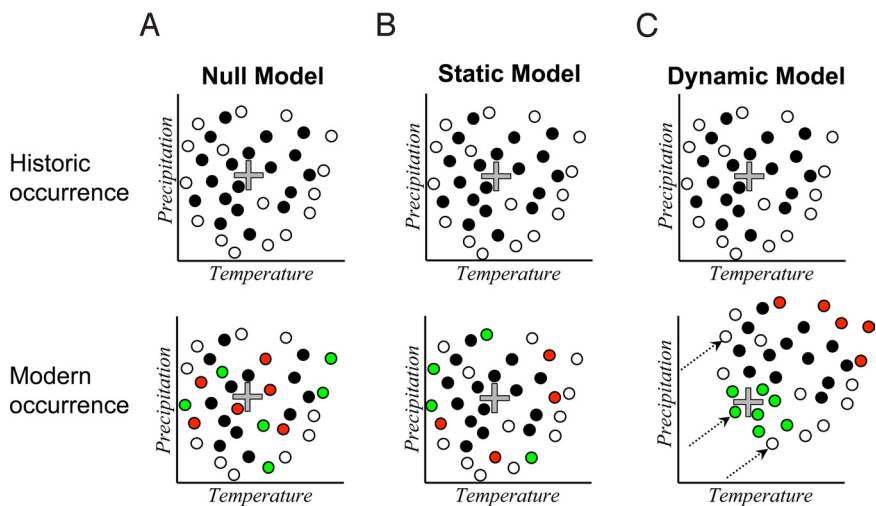 A
B
C
Null Model
Static Model
Dynamic Model
Historic
occurrence
Precipitation
Temperature
Precipitation
Temperature
Precipitation
Temperature
Modern
occurrence
Precipitation
Temperature
Precipitation
Temperature
Precipitation
Temperature